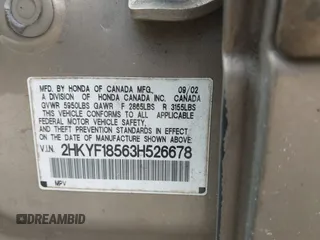 MFD. BY HONDA OF CANADA MFG. 09/02
A DIVISION OF HONDA CANADA INC. CANADA
GVWR 5950LBS GAWR F 2865LBS R 3155LBS
THIS VEHICLE CONFORMS TO ALL APPLICABLE
FEDERAL MOTOR VEHICLE SAFETY AND THEFT
PREVENTION STANDARDS IN EFFECT ON THE
DATE OF MANUFACTURE SHOWN ABOVE.
V.I.N. 2HKYF18563H526678
MPV
DREAMBID